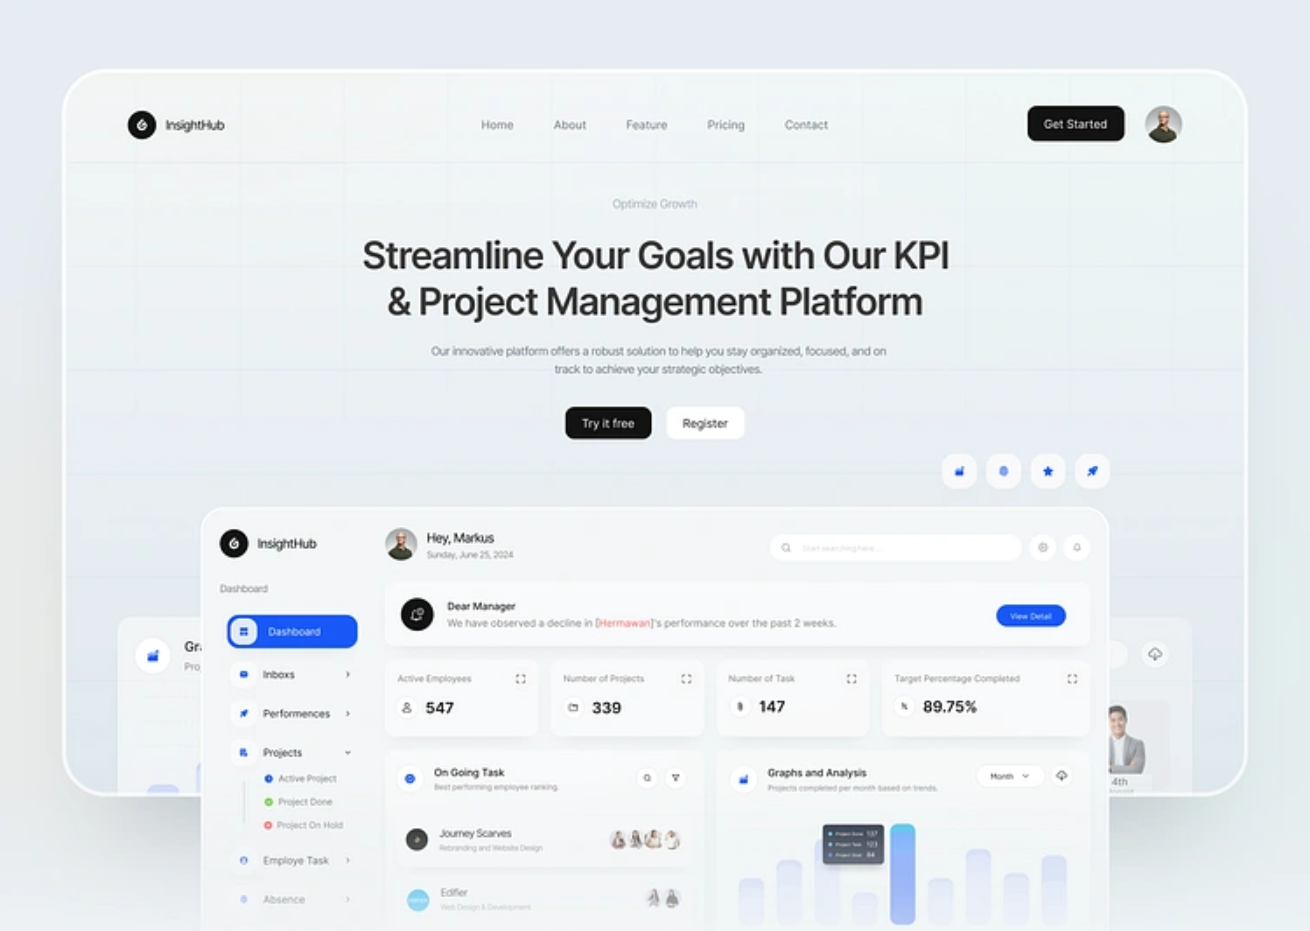 InsightHub
Home About Feature Pricing Contact
Get Started
Optimize Growth
Streamline Your Goals with Our KPI
& Project Management Platform
Our innovative platform offers a robust solution to help you stay organized, focused, and on
track to achieve your strategic objectives.
Try it free
Register
InsightHub
Hey, Markus
Sunday, June 25, 2024
Start searching here ...
Dashboard
Dashboard
Inboxs
Performences
Projects
Active Project
Project Done
Project On Hold
Employe Task
Absence
Dear Manager
We have observed a decline in [Hermawan]'s performance over the past 2 weeks.
View Detail
Active Employees
547
Number of Projects
339
Number of Task
147
Target Percentage Completed
89.75%
On Going Task
Best performing employee ranking.
Journey Scarves
Rebranding and Website Design
Edifier
Web Design & Development
Graphs and Analysis
Projects completed per month based on trends.
Month
Project Done 137
Project Task 123
84
Gr
Pro
4th